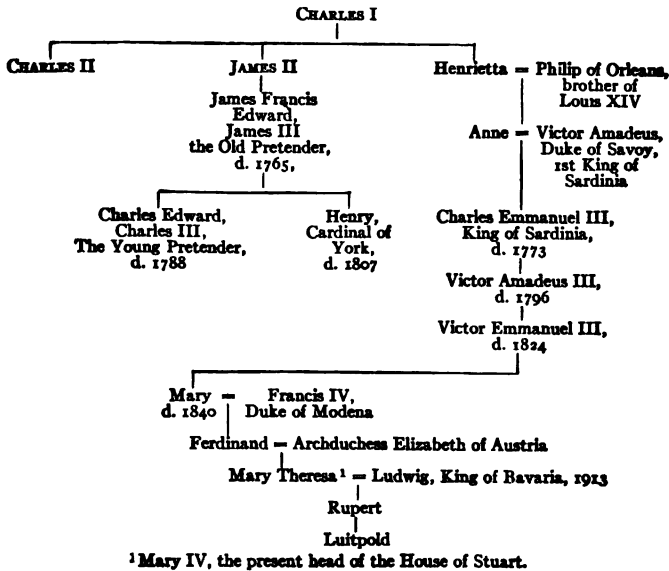 CHARLES I
CHARLES II
JAMES II
Henrietta = Philip of Orleans,
brother of
Louis XIV
James Francis
Edward,
James III
the Old Pretender,
d. 1765,
Anne = Victor Amadeus,
Duke of Savoy,
1st King of
Sardinia
Charles Edward,
Charles III,
The Young Pretender,
d. 1788
Henry,
Cardinal of
York,
d. 1807
Charles Emmanuel III,
King of Sardinia,
d. 1773
Victor Amadeus III,
d. 1796
Victor Emmanuel III,
d. 1824
Mary = Francis IV,
d. 1840 Duke of Modena
Ferdinand = Archduchess Elizabeth of Austria
Mary Theresa¹ = Ludwig, King of Bavaria, 1913
Rupert
Luitpold
¹ Mary IV, the present head of the House of Stuart.